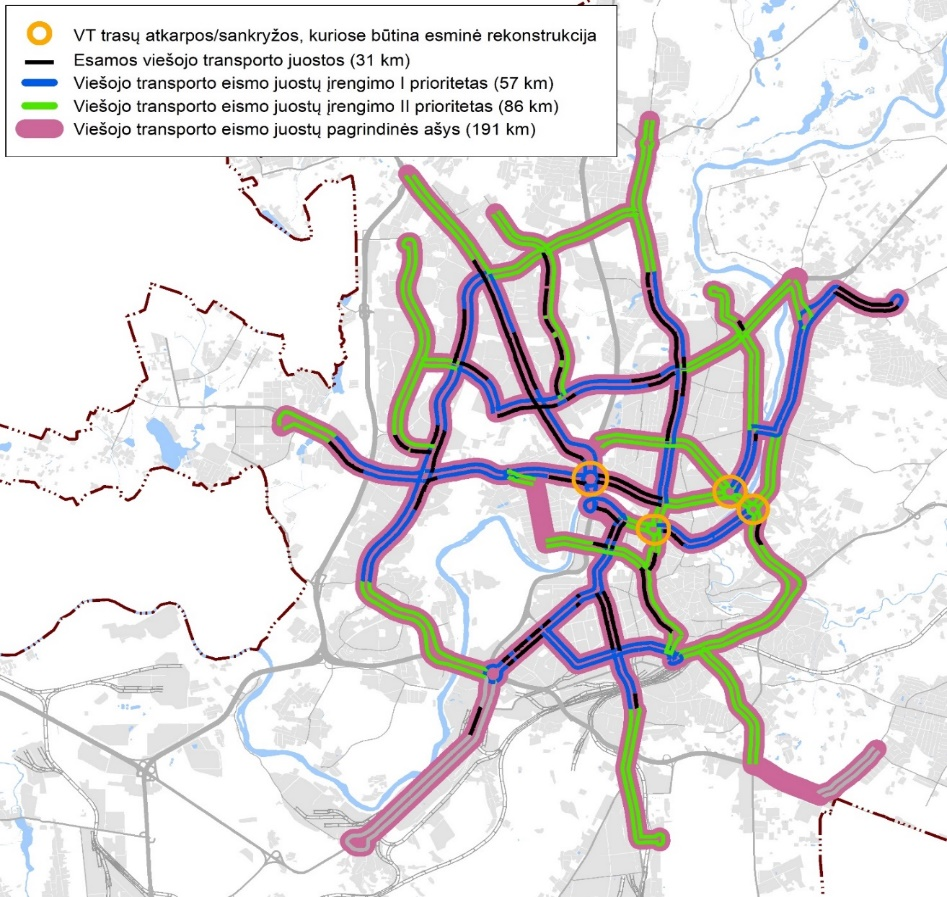 VT trasų atkarpos/sankryžos, kuriose būtina esminė rekonstrukcija
Esamos viešojo transporto juostos (31 km)
Viešojo transporto eismo juostų įrengimo I prioritetas (57 km)
Viešojo transporto eismo juostų įrengimo II prioritetas (86 km)
Viešojo transporto eismo juostų pagrindinės ašys (191 km)